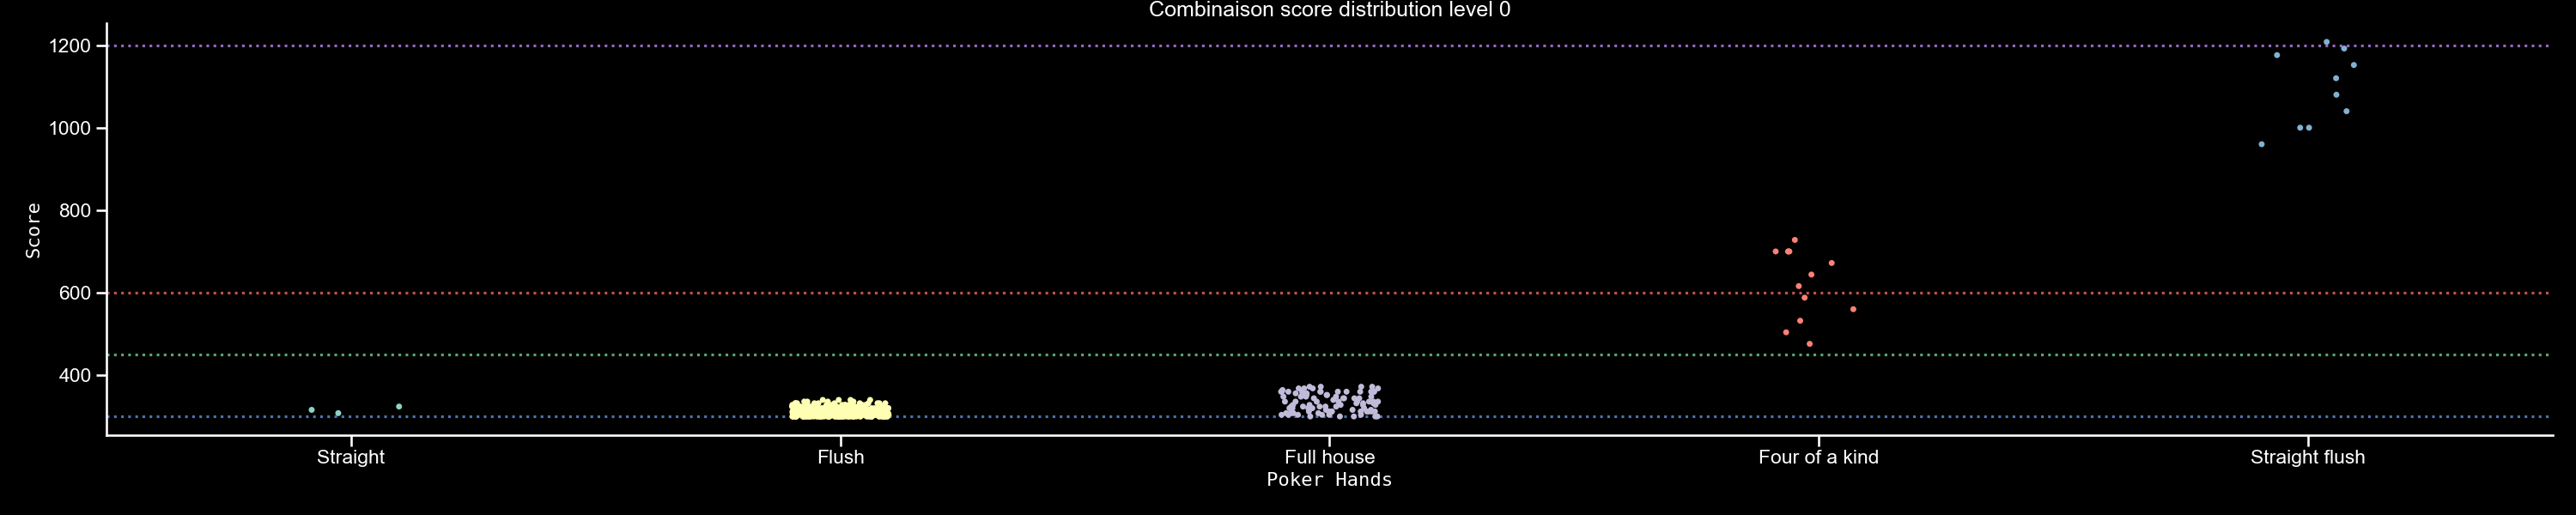 Combinaison score distribution level 0
1200
1000
800
600
400
Score
Straight
Flush
Full house
Four of a kind
Straight flush
Poker Hands